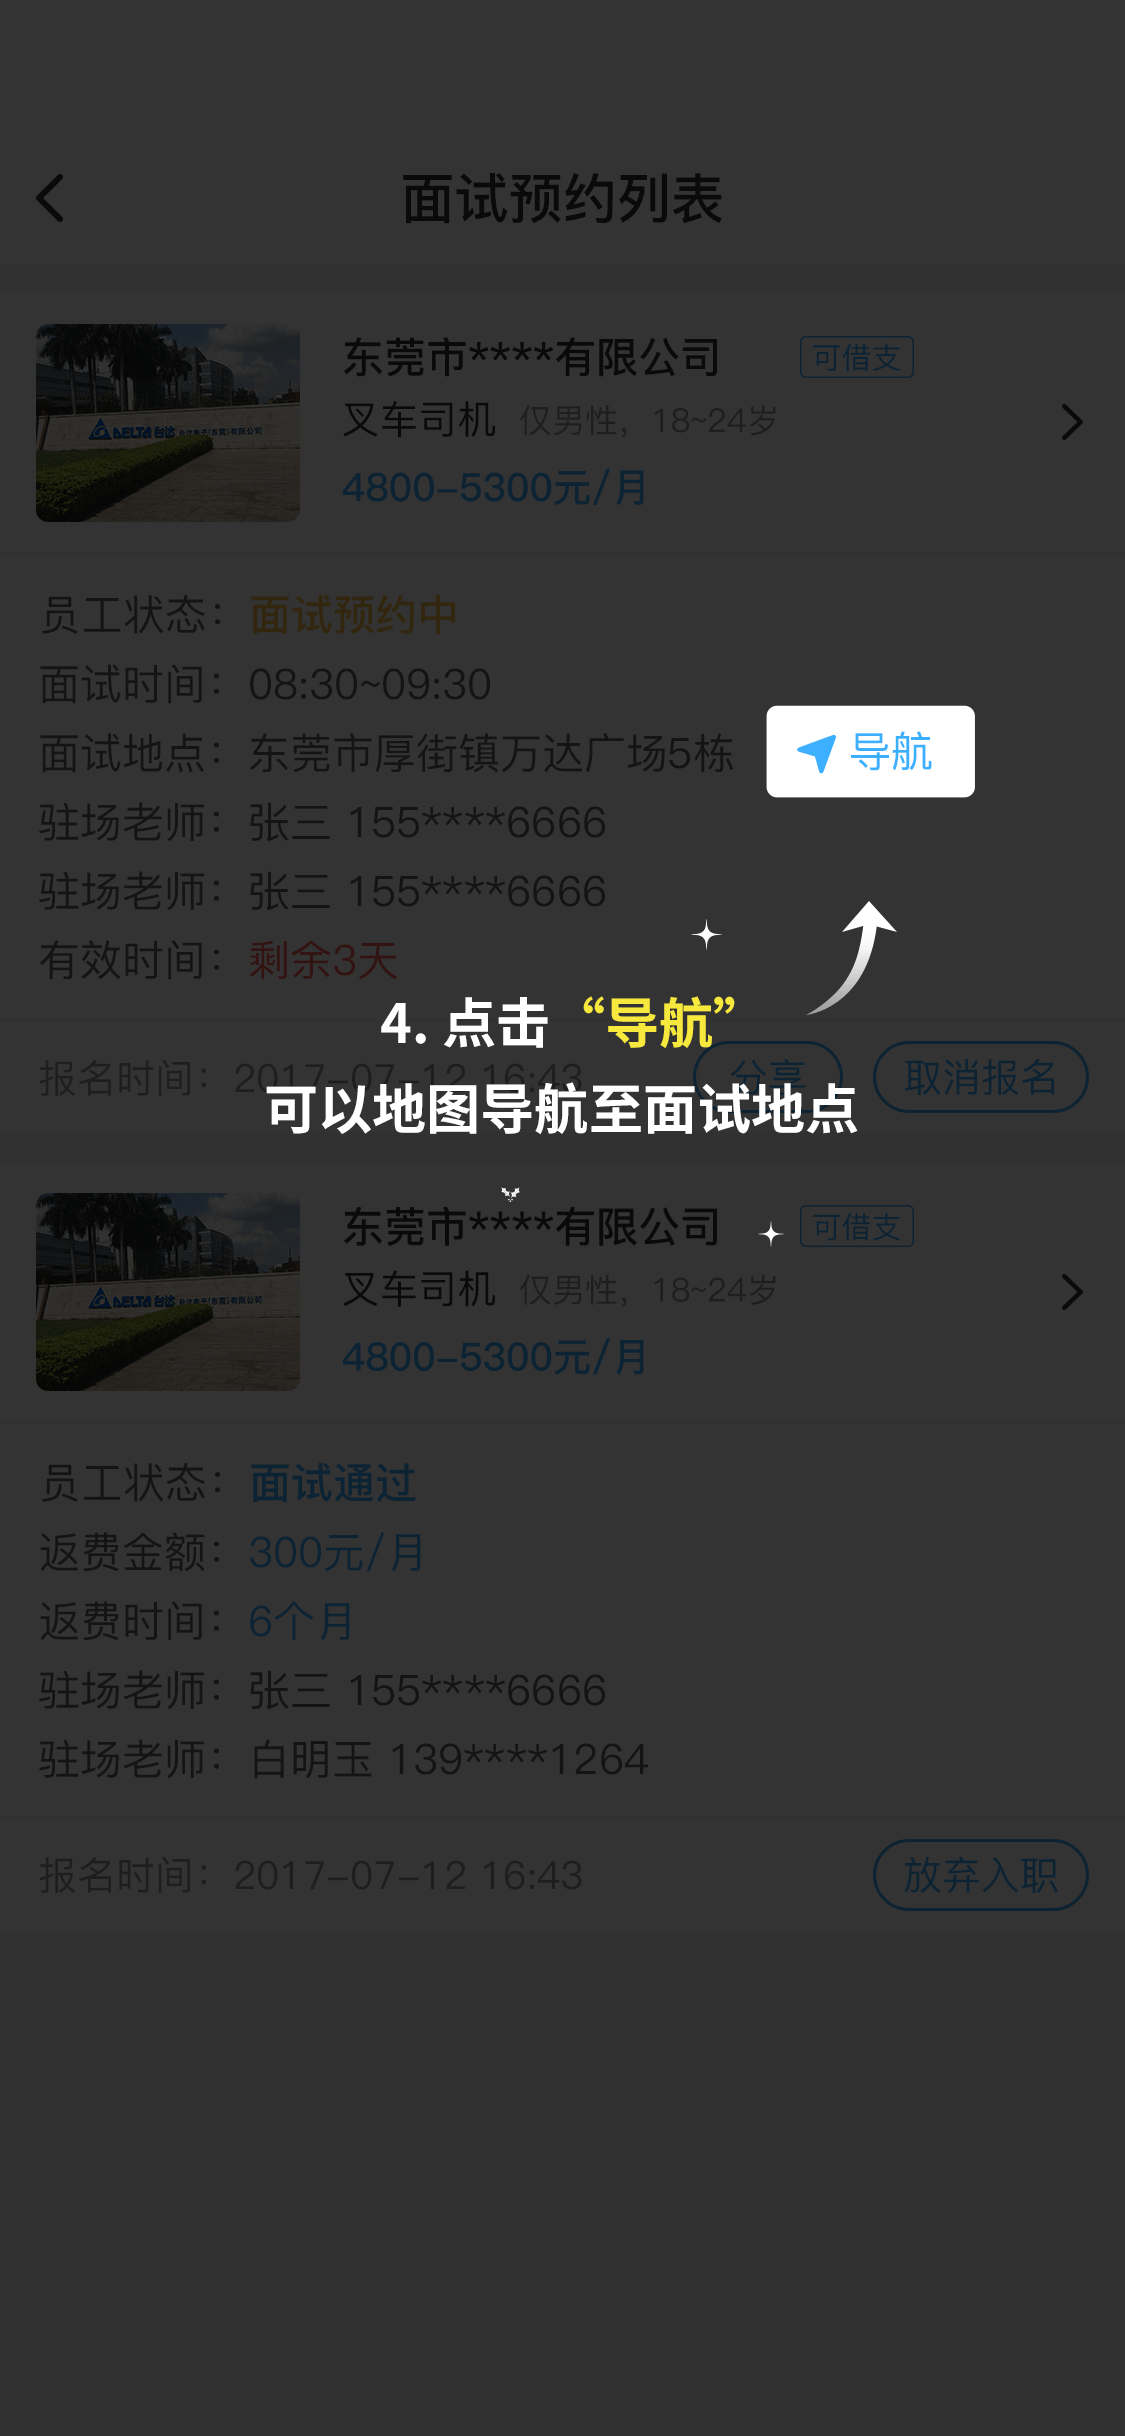 面试预约列表
东莞市****有限公司 可借支
DELTA 台达
叉车司机 仅男性，18~24岁
4800-5300元/月
员工状态：面试预约中
面试时间：08:30~09:30
面试地点：东莞市厚街镇万达广场5栋 导航
驻场老师：张三 155****6666
驻场老师：张三 155****6666
有效时间：剩余3天
4. 点击“导航”
报名时间：2017-07-12 16:43 分享 取消报名
可以地图导航至面试地点
东莞市****有限公司 可借支
DELTA 台达
叉车司机 仅男性，18~24岁
4800-5300元/月
员工状态：面试通过
返费金额：300元/月
返费时间：6个月
驻场老师：张三 155****6666
驻场老师：白明玉 139****1264
报名时间：2017-07-12 16:43 放弃入职